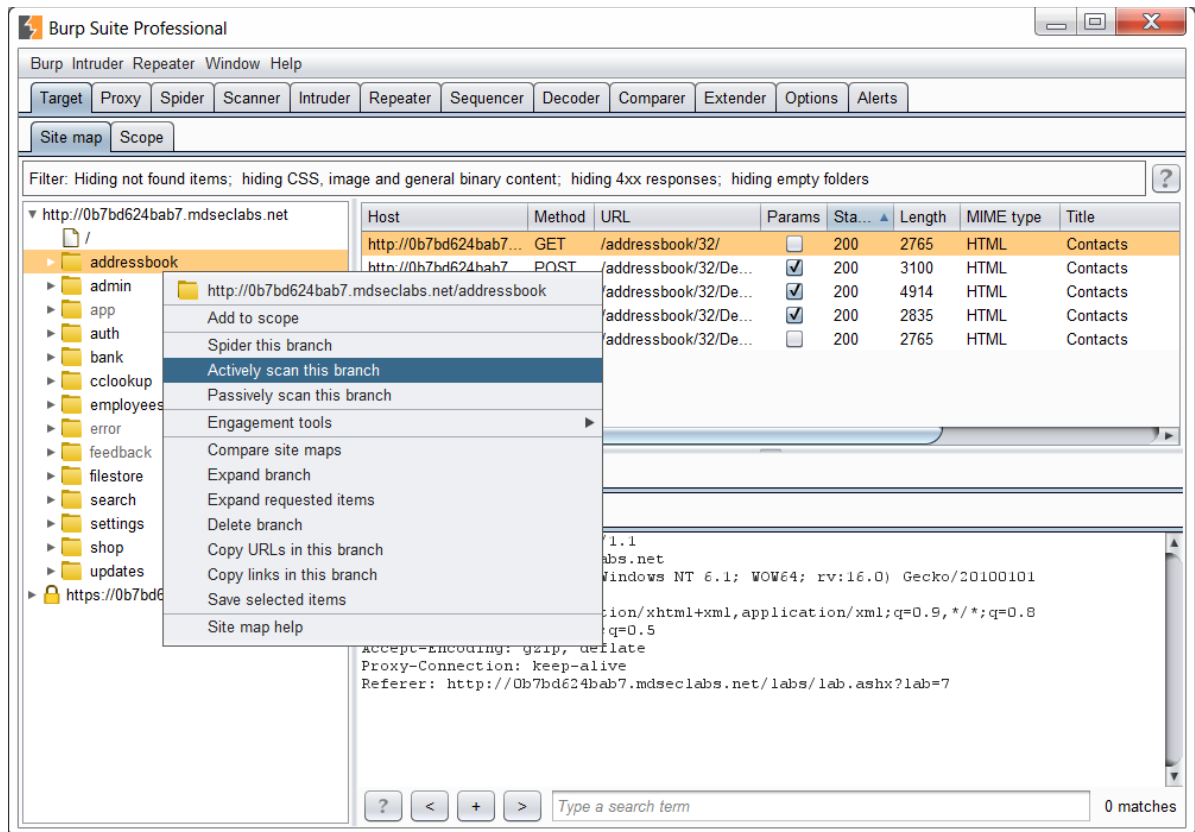 Burp Suite Professional
Burp Intruder Repeater Window Help
Target Proxy Spider Scanner Intruder Repeater Sequencer Decoder Comparer Extender Options Alerts
Site map Scope
Filter: Hiding not found items; hiding CSS, image and general binary content; hiding 4xx responses; hiding empty folders ?
http://0b7bd624bab7.mdseclabs.net
/
addressbook
admin
app
auth
bank
cclookup
employees
error
feedback
filestore
search
settings
shop
updates
https://0b7bd6
Host Method URL Params Sta... Length MIME type Title
http://0b7bd624bab7... GET /addressbook/32/ 200 2765 HTML Contacts
http://0b7bd624bab7... POST /addressbook/32/De... 200 3100 HTML Contacts
/addressbook/32/De... 200 4914 HTML Contacts
/addressbook/32/De... 200 2835 HTML Contacts
/addressbook/32/De... 200 2765 HTML Contacts
http://0b7bd624bab7.mdseclabs.net/addressbook
Add to scope
Spider this branch
Actively scan this branch
Passively scan this branch
Engagement tools
Compare site maps
Expand branch
Expand requested items
Delete branch
Copy URLs in this branch
Copy links in this branch
Save selected items
Site map help
/1.1
abs.net
Windows NT 6.1; WOW64; rv:16.0) Gecko/20100101
tion/xhtml+xml,application/xml;q=0.9,*/*;q=0.8
;q=0.5
Accept-Encoding: gzip, deflate
Proxy-Connection: keep-alive
Referer: http://0b7bd624bab7.mdseclabs.net/labs/lab.ashx?lab=7
? < + > Type a search term 0 matches